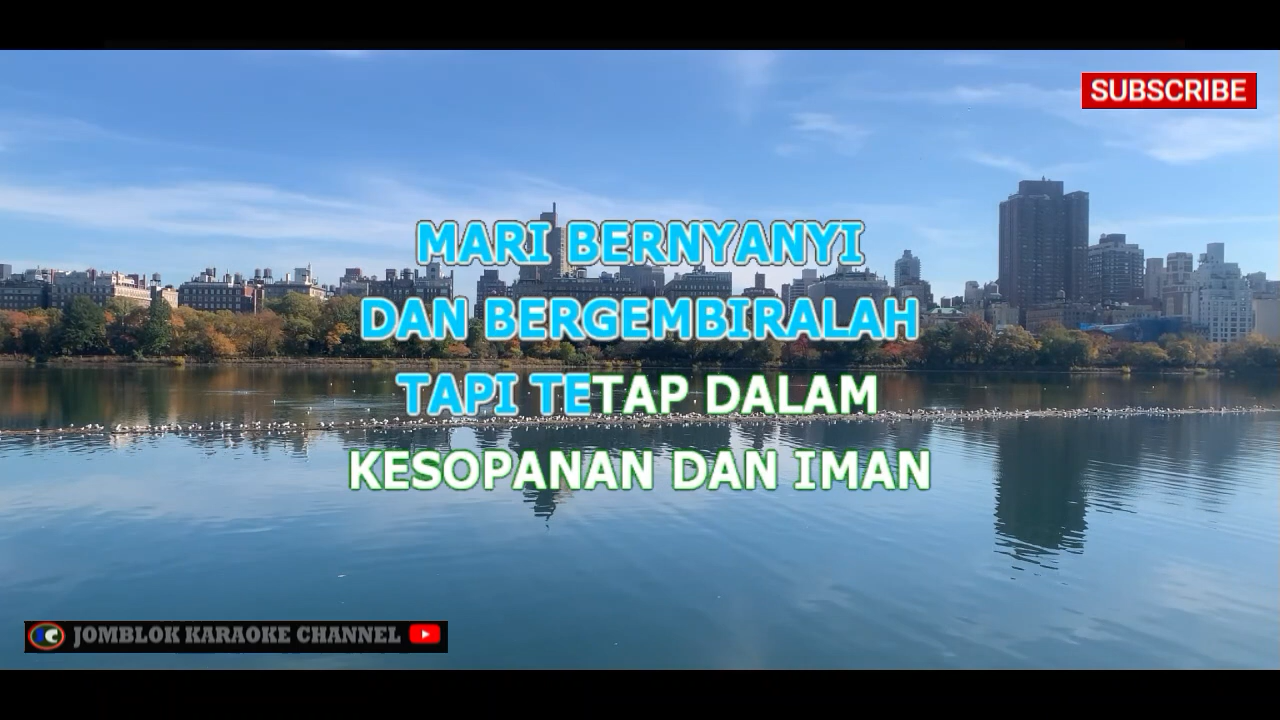 SUBSCRIBE
MARI BERNYANYI
DAN BERGEMBIRALAH
TAPI TETAP DALAM
KESOPANAN DAN IMAN
JOMBLOK KARAOKE CHANNEL